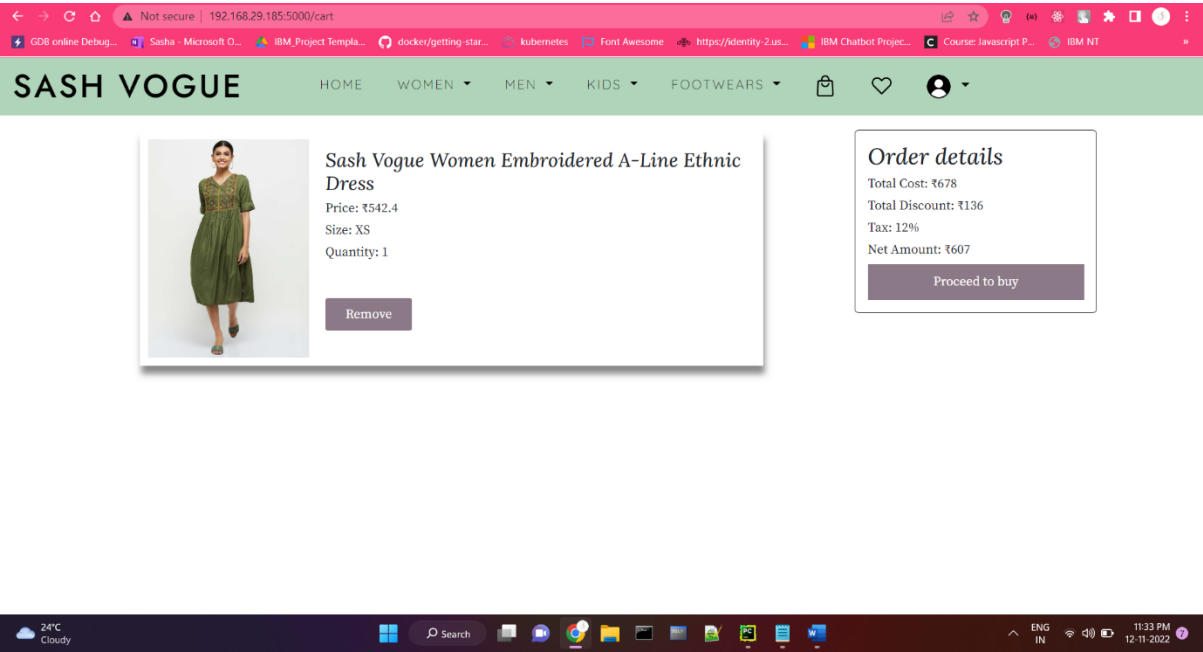 Not secure | 192.168.29.185:5000/cart
GDB online Debug... Sasha - Microsoft O... IBM_Project Templa... docker/getting-star... kubernetes Font Awesome https://identity-2.us... IBM Chatbot Projec... Course: Javascript P... IBM NT »
SASH VOGUE HOME WOMEN MEN KIDS FOOTWEARS
Sash Vogue Women Embroidered A-Line Ethnic
Dress
Price: ₹542.4
Size: XS
Quantity: 1
Remove
Order details
Total Cost: ₹678
Total Discount: ₹136
Tax: 12%
Net Amount: ₹607
Proceed to buy
24°C
Cloudy
Search
ENG
IN
11:33 PM
12-11-2022
7